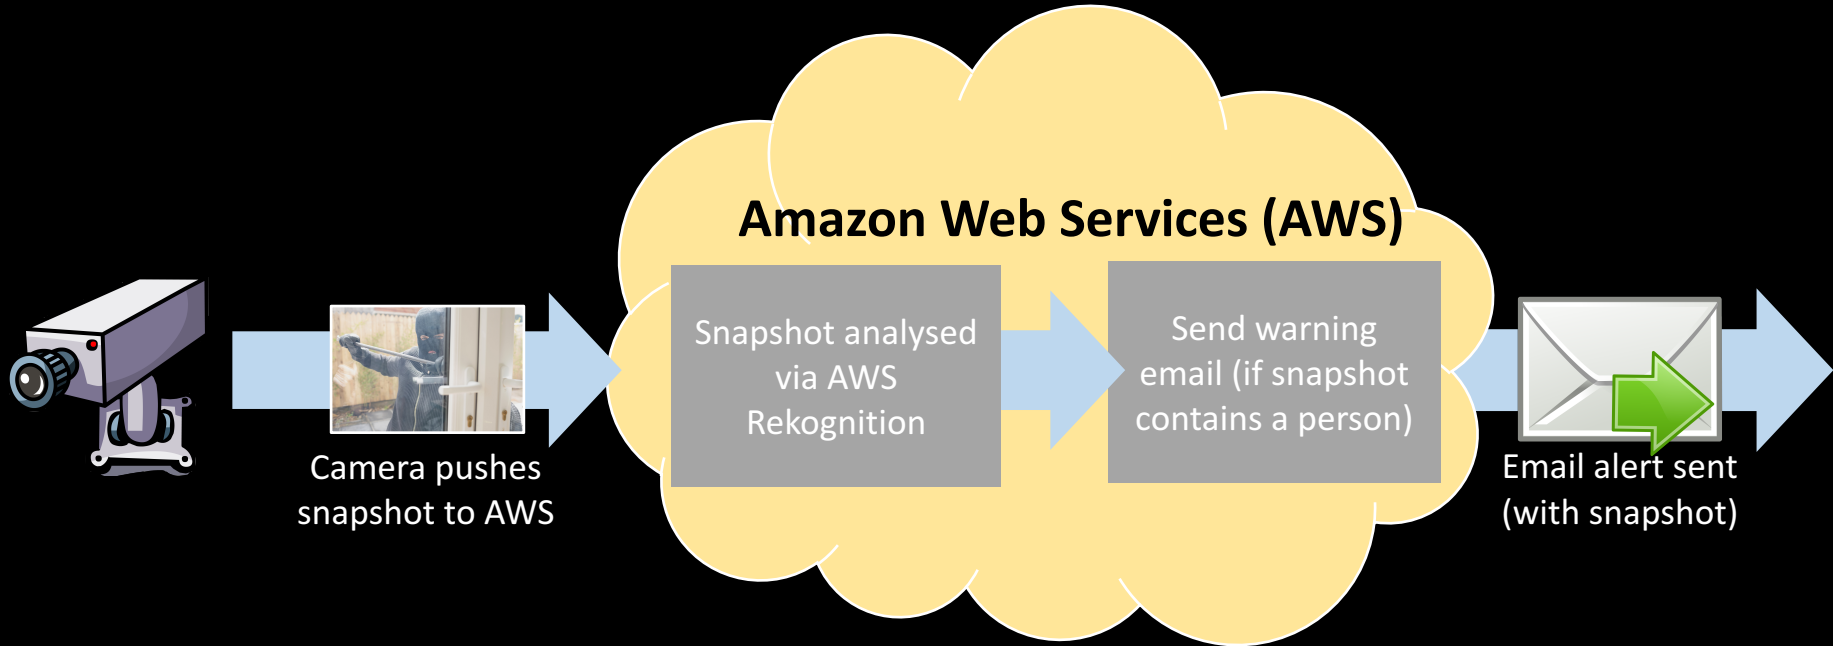 Amazon Web Services (AWS)
Camera pushes
snapshot to AWS
Snapshot analysed
via AWS
Rekognition
Send warning
email (if snapshot
contains a person)
Email alert sent
(with snapshot)